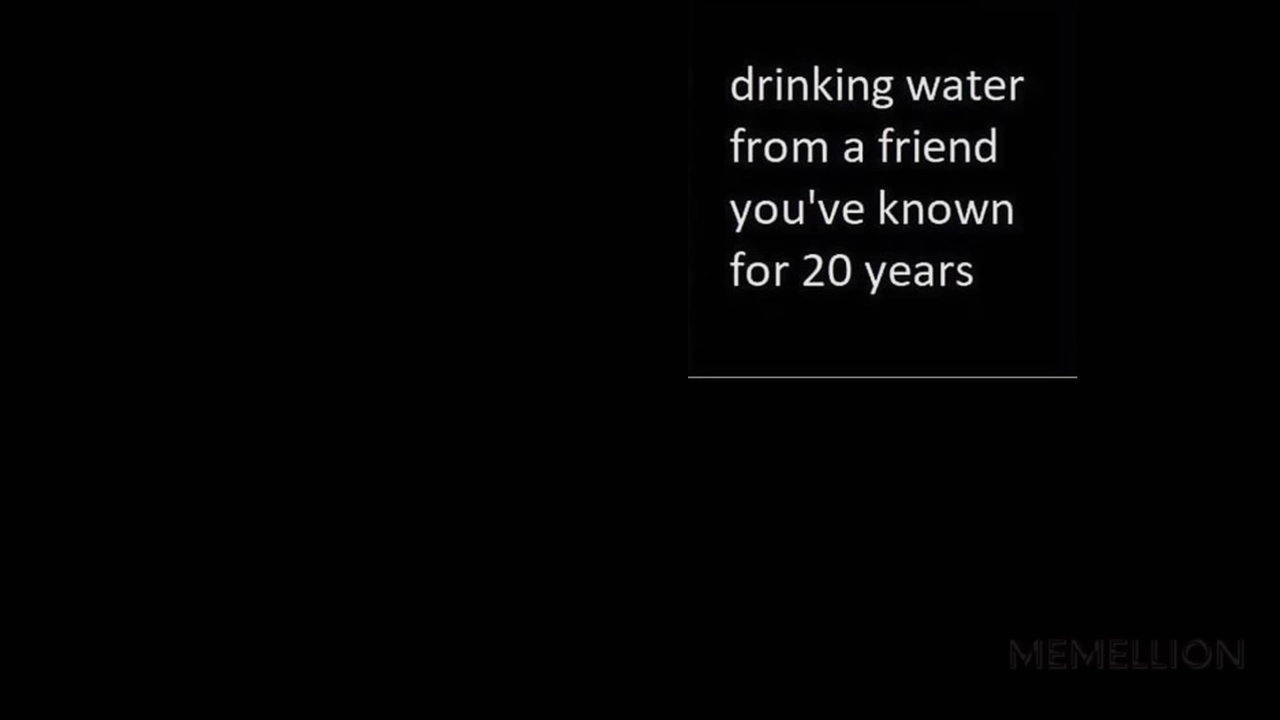 drinking water
from a friend
you've known
for 20 years
MEMELLION